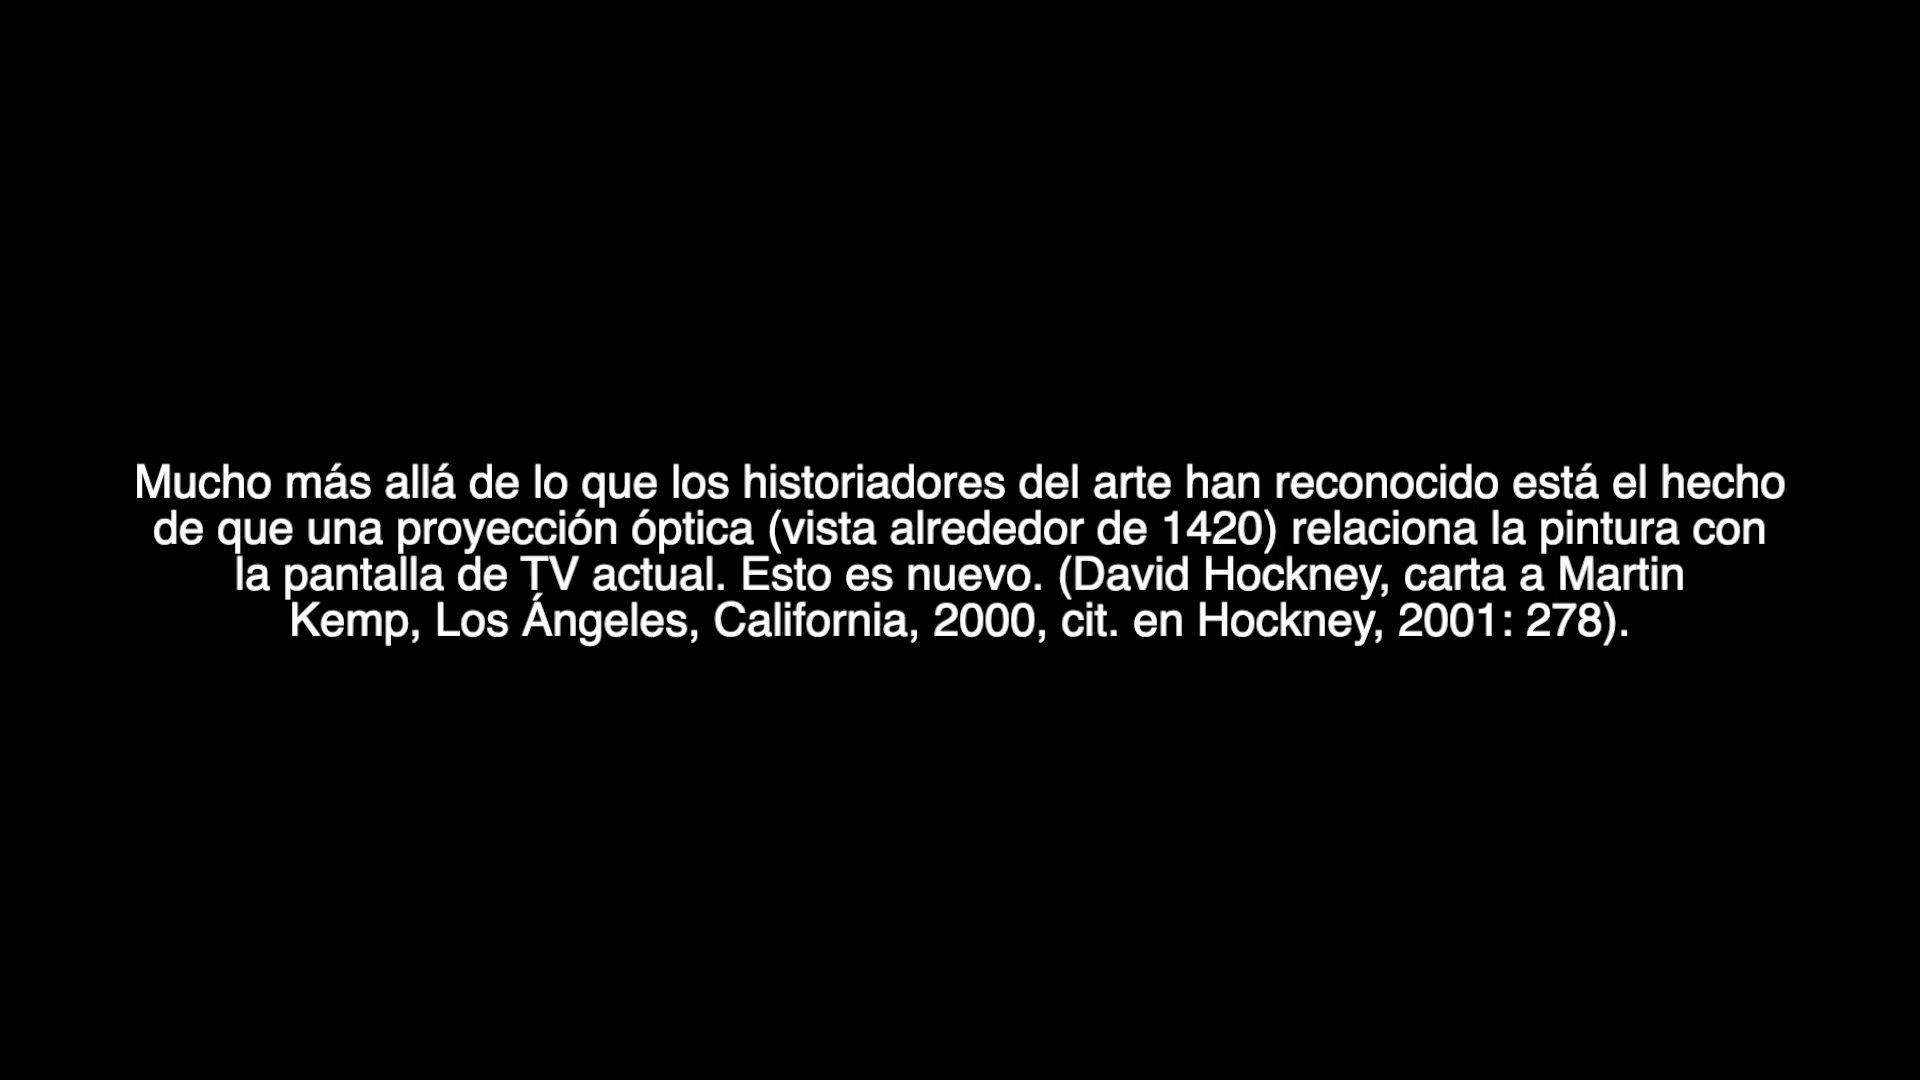 Mucho más allá de lo que los historiadores del arte han reconocido está el hecho
de que una proyección óptica (vista alrededor de 1420) relaciona la pintura con
la pantalla de TV actual. Esto es nuevo. (David Hockney, carta a Martin
Kemp, Los Ángeles, California, 2000, cit. en Hockney, 2001: 278).